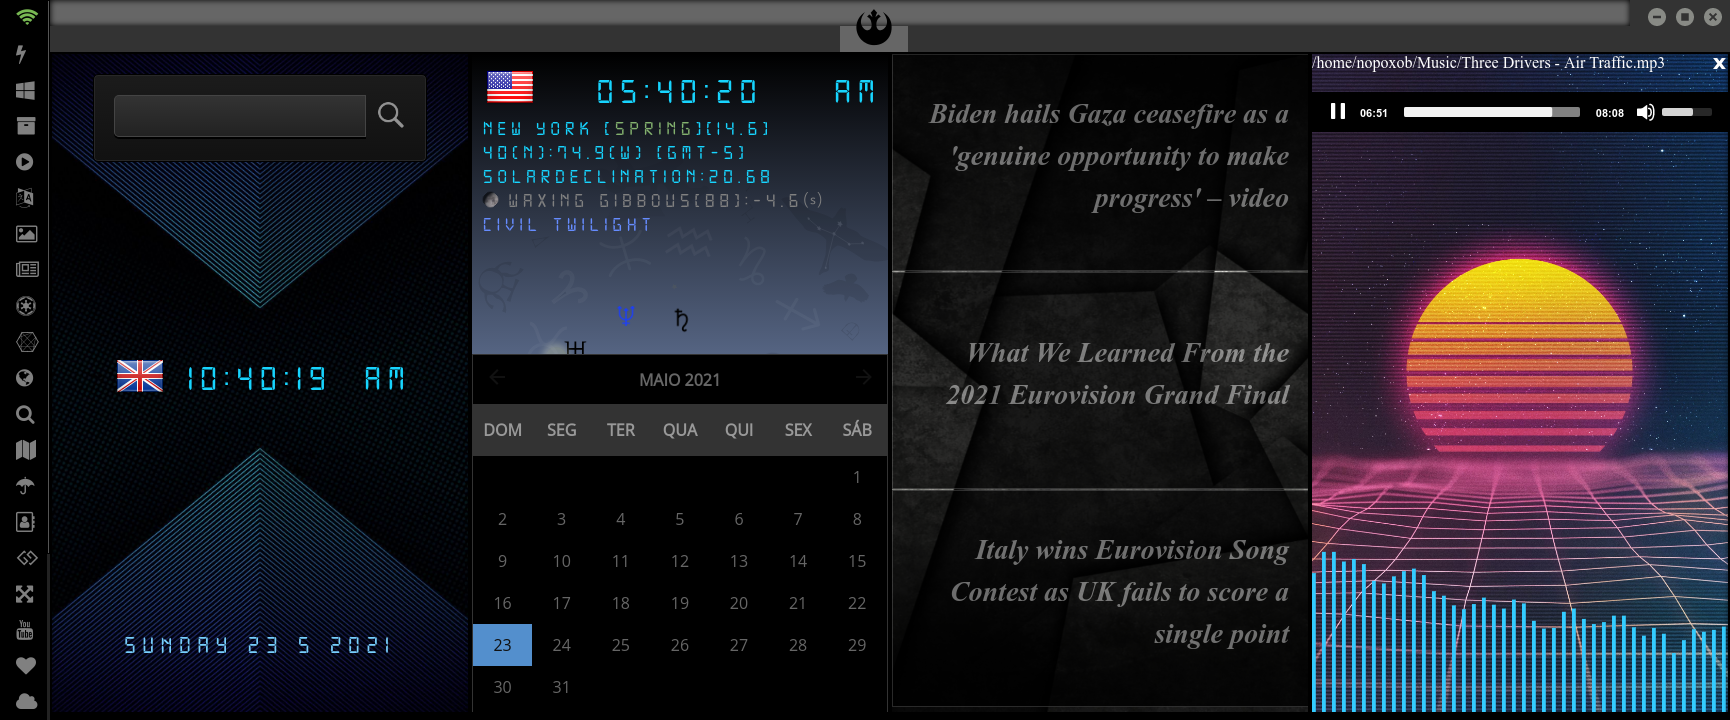 10:40:19 AM
SUNDAY 23 5 2021
05:40:20 AM
NEW YORK [SPRING][14.6]
40(N):74.9(W) [GMT-5]
SOLARDECLINATION:20.68
WAXING GIBBOUS[88]:-4.6(s)
CIVIL TWILIGHT
MAIO 2021
DOM SEG TER QUA QUI SEX SÁB
1
2 3 4 5 6 7 8
9 10 11 12 13 14 15
16 17 18 19 20 21 22
23 24 25 26 27 28 29
30 31
Biden hails Gaza ceasefire as a
'genuine opportunity to make
progress' – video
What We Learned From the
2021 Eurovision Grand Final
Italy wins Eurovision Song
Contest as UK fails to score a
single point
/home/nopoxob/Music/Three Drivers - Air Traffic.mp3 x
06:51 08:08
You
Tube